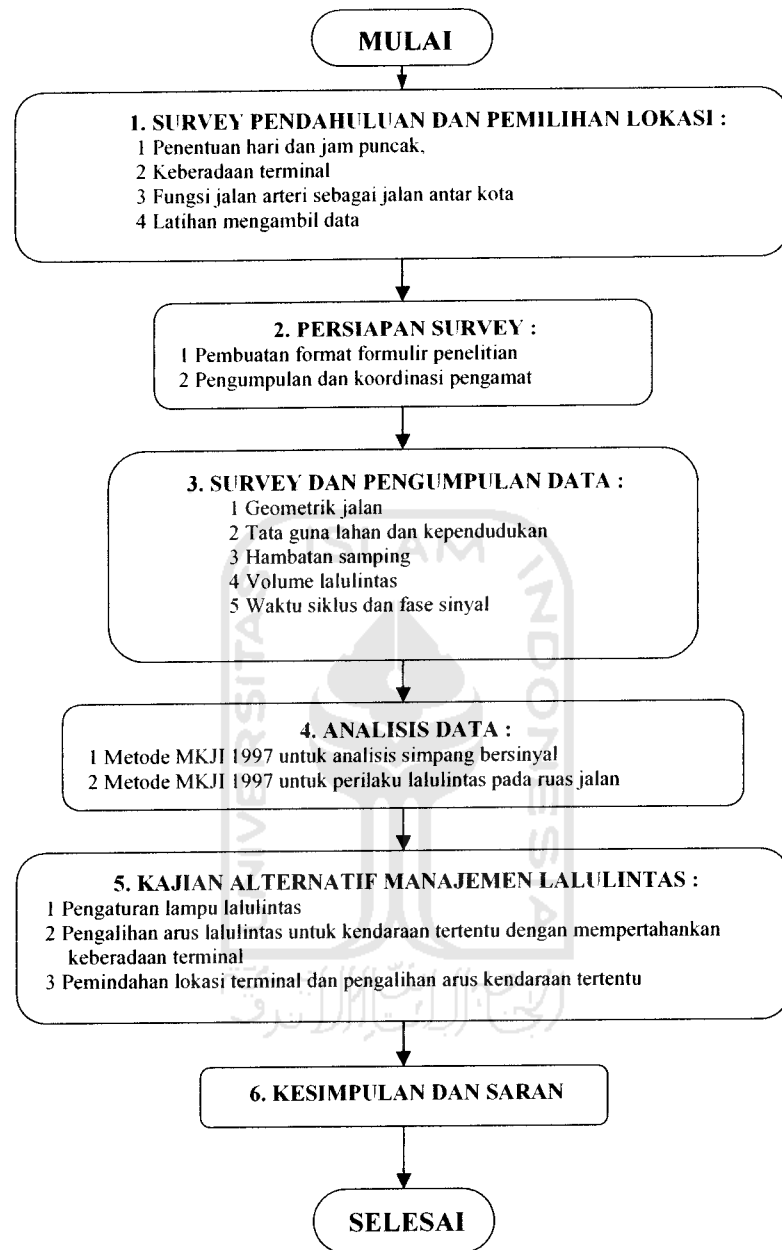 MULAI
1. SURVEY PENDAHULUAN DAN PEMILIHAN LOKASI :
1 Penentuan hari dan jam puncak,
2 Keberadaan terminal
3 Fungsi jalan arteri sebagai jalan antar kota
4 Latihan mengambil data
2. PERSIAPAN SURVEY :
1 Pembuatan format formulir penelitian
2 Pengumpulan dan koordinasi pengamat
3. SURVEY DAN PENGUMPULAN DATA :
1 Geometrik jalan
2 Tata guna lahan dan kependudukan
3 Hambatan samping
4 Volume lalulintas
5 Waktu siklus dan fase sinyal
UNIVERSITAS ISLAM INDONESIA
4. ANALISIS DATA :
1 Metode MKJI 1997 untuk analisis simpang bersinyal
2 Metode MKJI 1997 untuk perilaku lalulintas pada ruas jalan
5. KAJIAN ALTERNATIF MANAJEMEN LALULINTAS :
1 Pengaturan lampu lalulintas
2 Pengalihan arus lalulintas untuk kendaraan tertentu dengan mempertahankan
keberadaan terminal
3 Pemindahan lokasi terminal dan pengalihan arus kendaraan tertentu
6. KESIMPULAN DAN SARAN
SELESAI